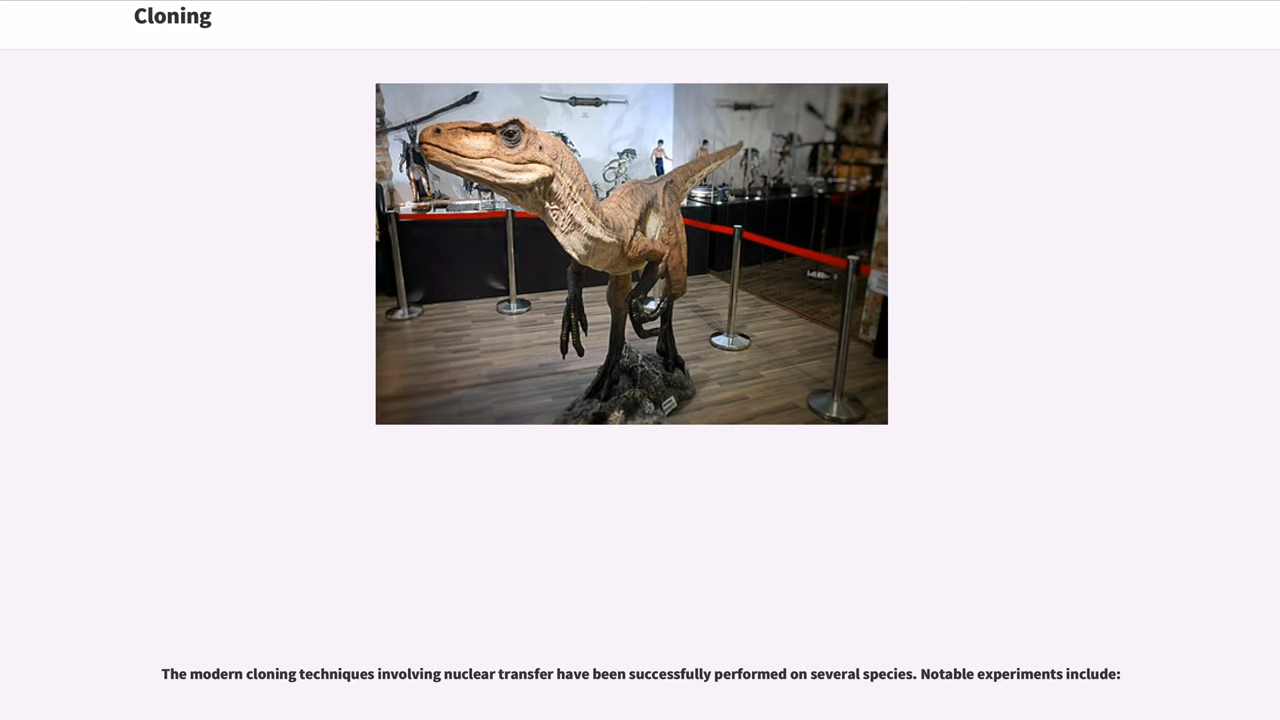 Cloning
The modern cloning techniques involving nuclear transfer have been successfully performed on several species. Notable experiments include: